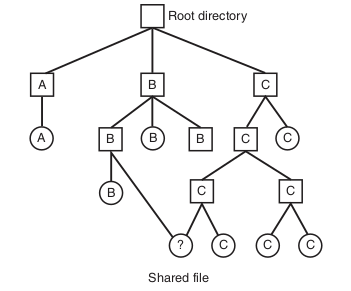 Root directory
A B C
A B B B C C
B C C
? C C C
Shared file